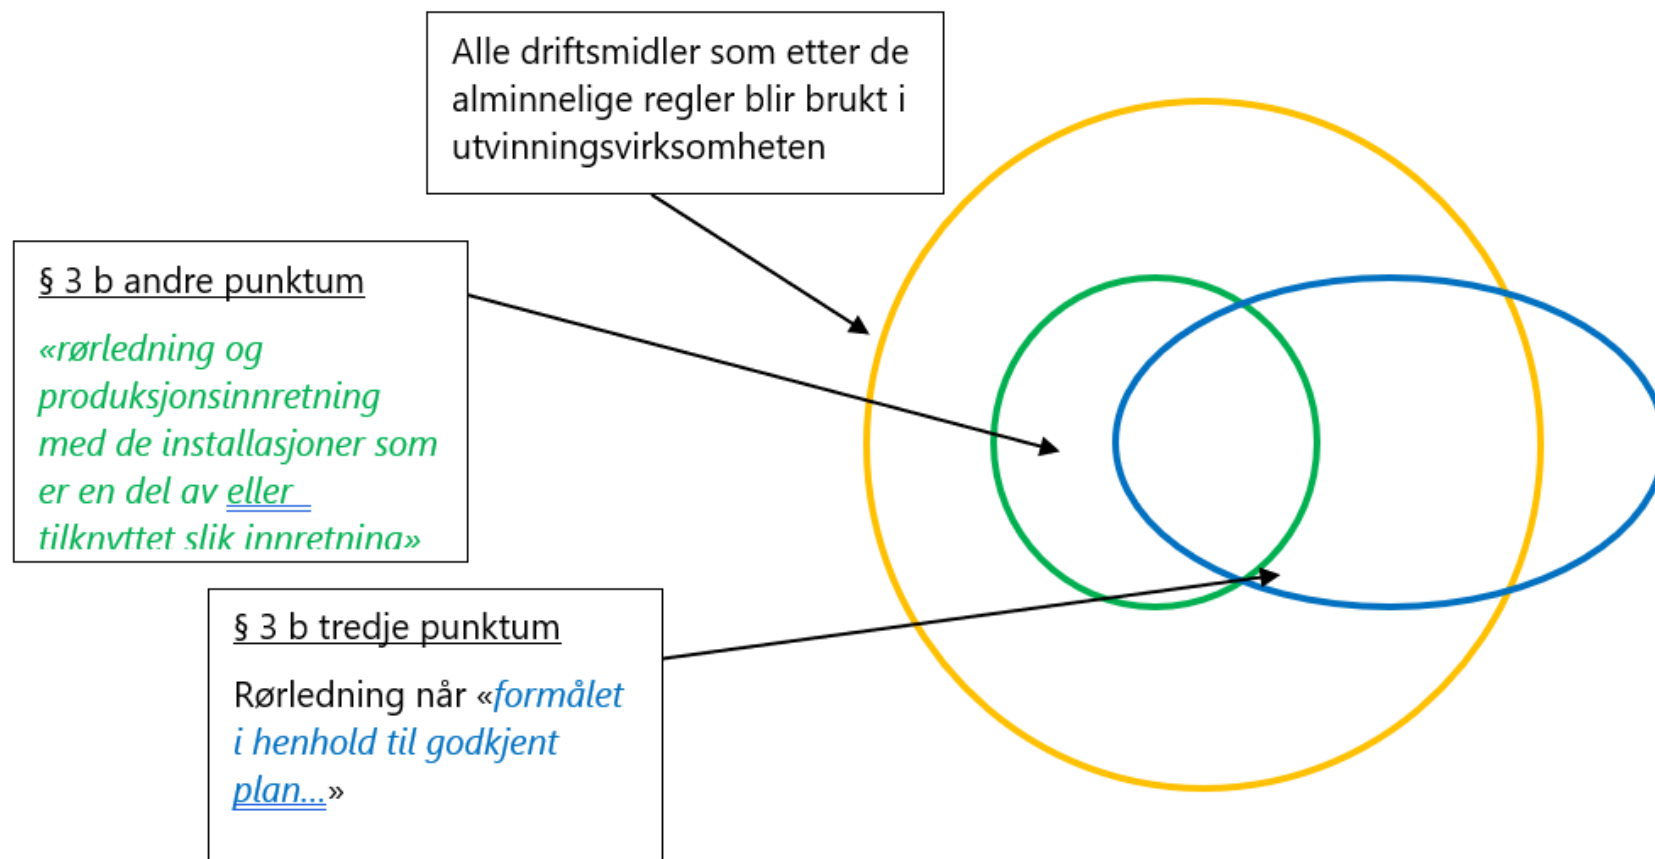 Alle driftsmidler som etter de
alminnelige regler blir brukt i
utvinningsvirksomheten
§ 3 b andre punktum
«rørledning og
produksjonsinnretning
med de installasjoner som
er en del av eller
tilknyttet slik innretning»
§ 3 b tredje punktum
Rørledning når «formålet
i henhold til godkjent
plan...»